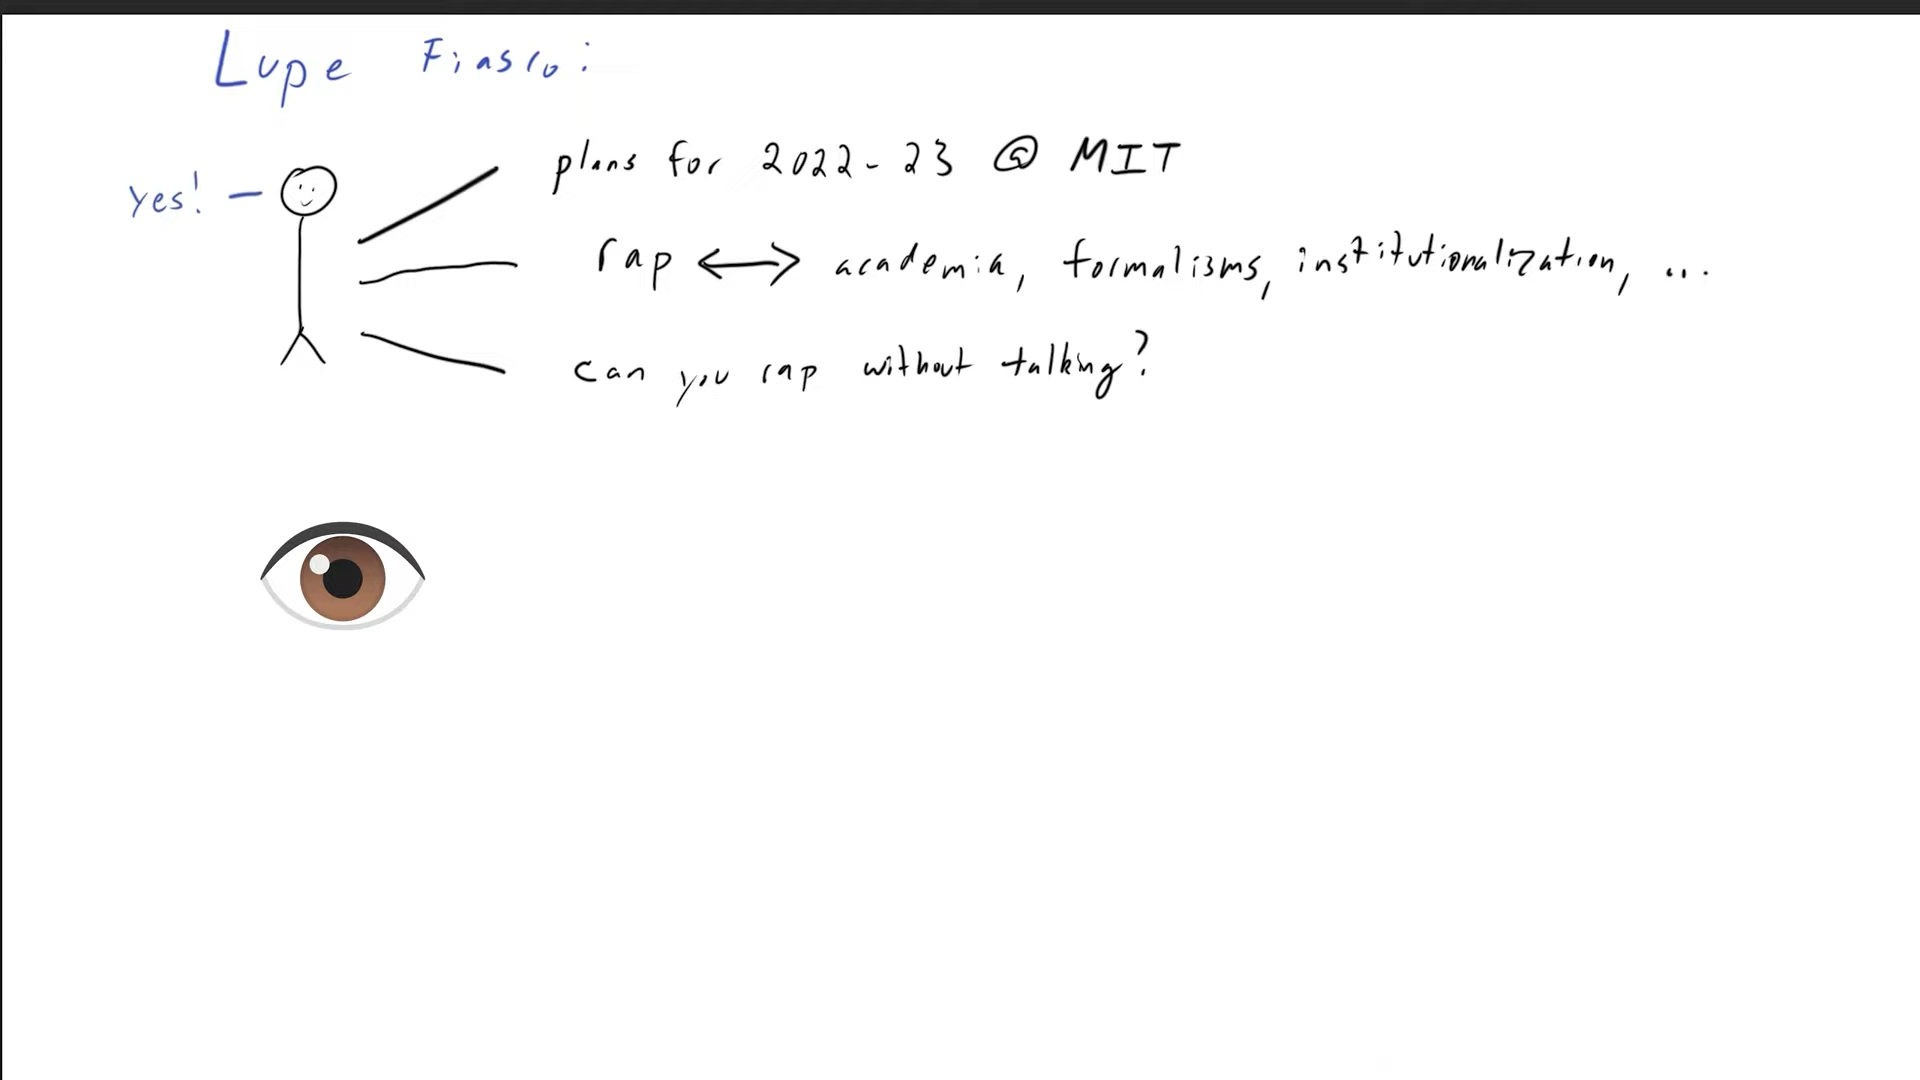 Lupe Fiasco:
plans for 2022-23 @ MIT
yes! —
rap ⟷ academia, formalisms, institutionalization, ...
can you rap without talking?